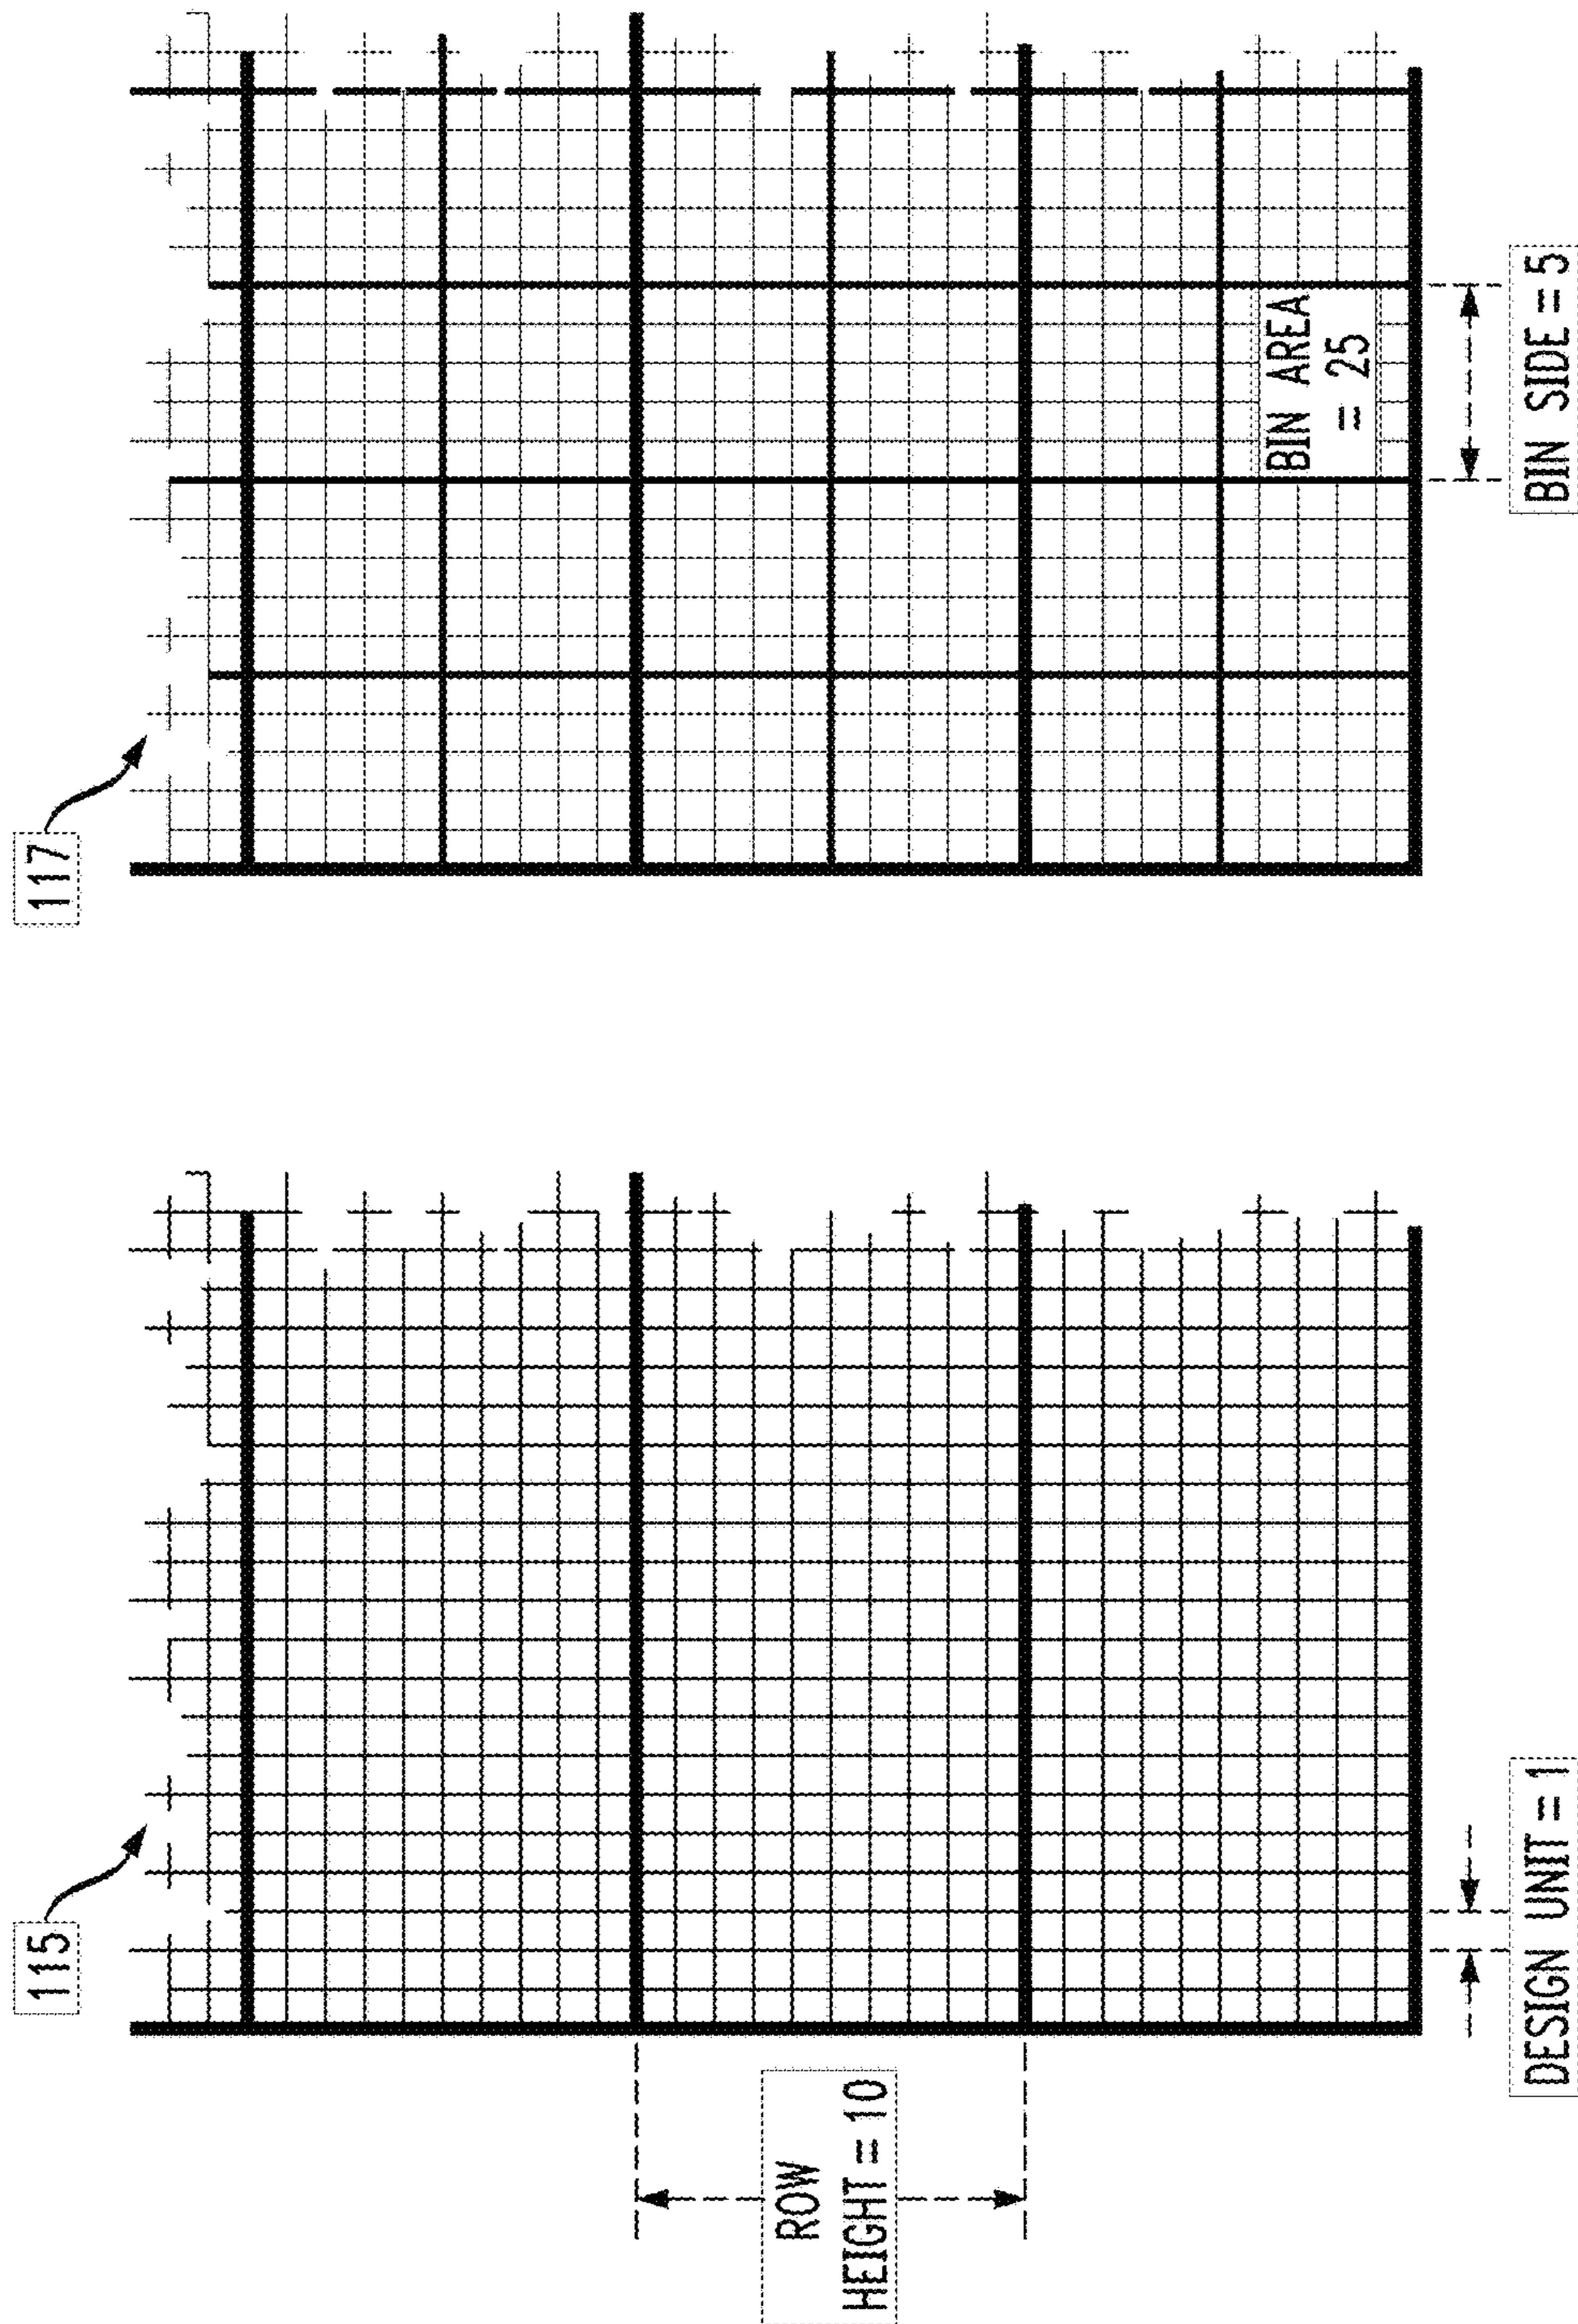 115
ROW
HEIGHT = 10
DESIGN UNIT = 1
117
BIN AREA
= 25
BIN SIDE = 5